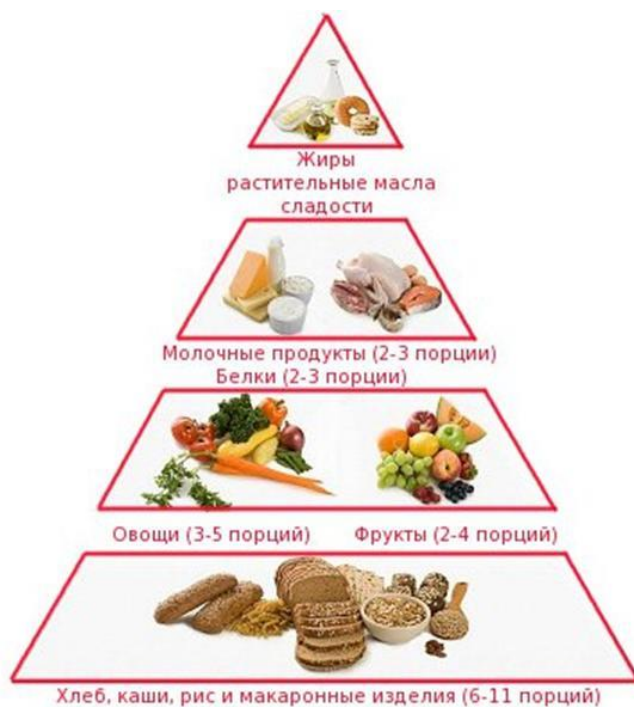 Жиры
растительные масла
сладости
Молочные продукты (2-3 порции)
Белки (2-3 порции)
Овощи (3-5 порций) Фрукты (2-4 порций)
Хлеб, каши, рис и макаронные изделия (6-11 порций)